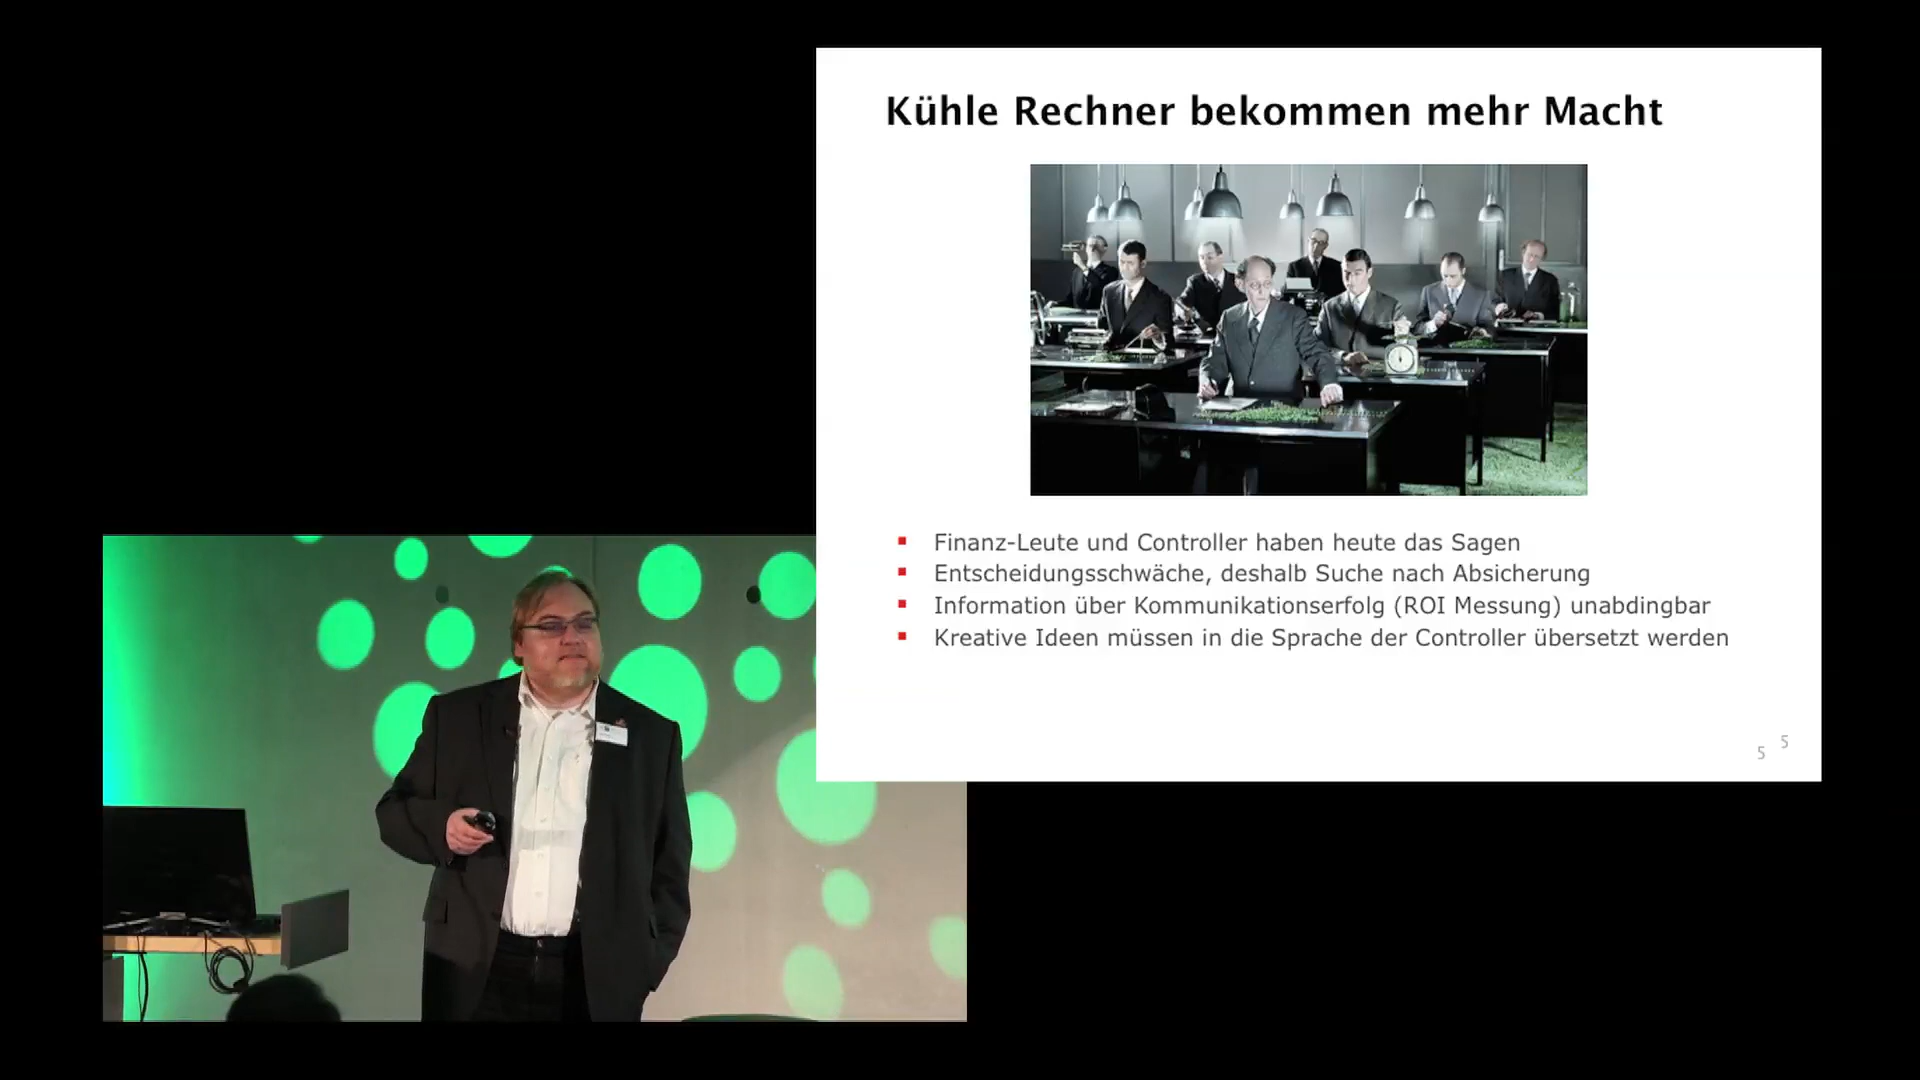 Kühle Rechner bekommen mehr Macht
Finanz-Leute und Controller haben heute das Sagen
Entscheidungsschwäche, deshalb Suche nach Absicherung
Information über Kommunikationserfolg (ROI Messung) unabdingbar
Kreative Ideen müssen in die Sprache der Controller übersetzt werden
5
5